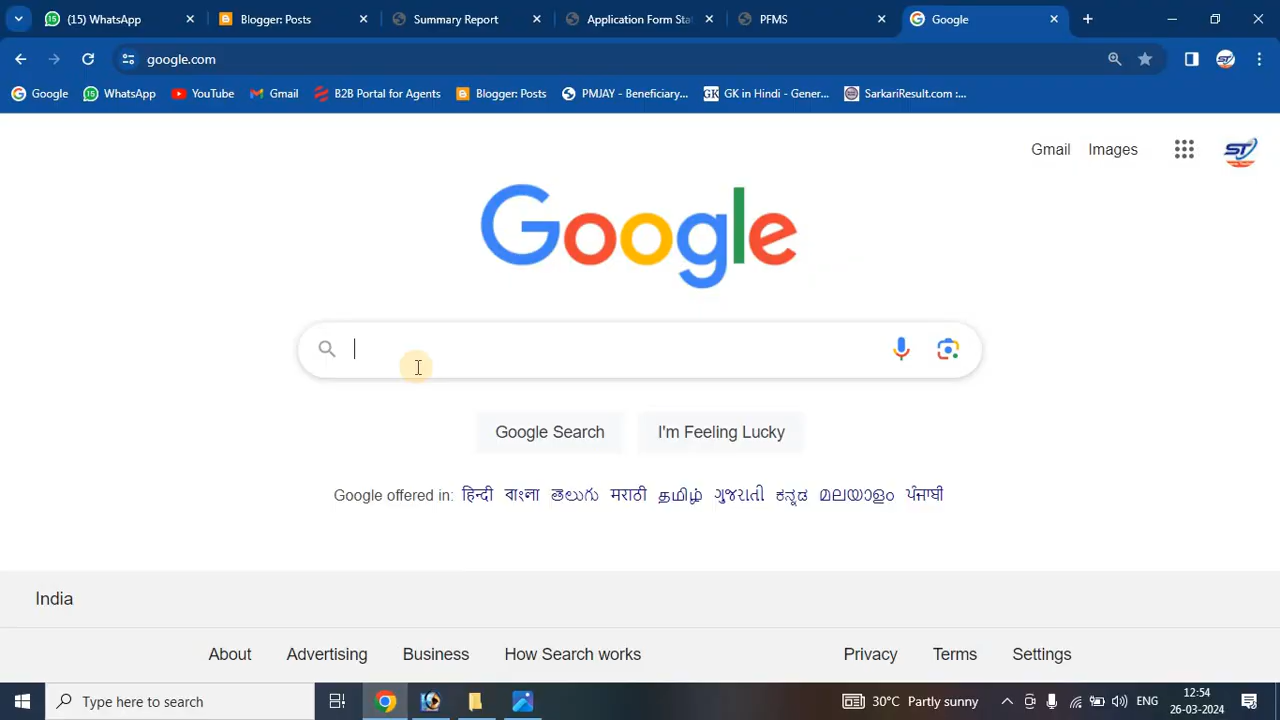 (15) WhatsApp Blogger: Posts Summary Report Application Form Sta PFMS Google
google.com
Google WhatsApp YouTube Gmail B2B Portal for Agents Blogger: Posts PMJAY - Beneficiary... GK GK in Hindi - Gener... SarkariResult.com :...
Gmail Images ST
Google
Google Search I'm Feeling Lucky
Google offered in: हिन्दी বাংলা తెలుగు मराठी தமிழ் ગુજરાતી ಕನ್ನಡ മലയാളം ਪੰਜਾਬੀ
India
About Advertising Business How Search works Privacy Terms Settings
Type here to search 30°C Partly sunny ENG 12:54
26-03-2024